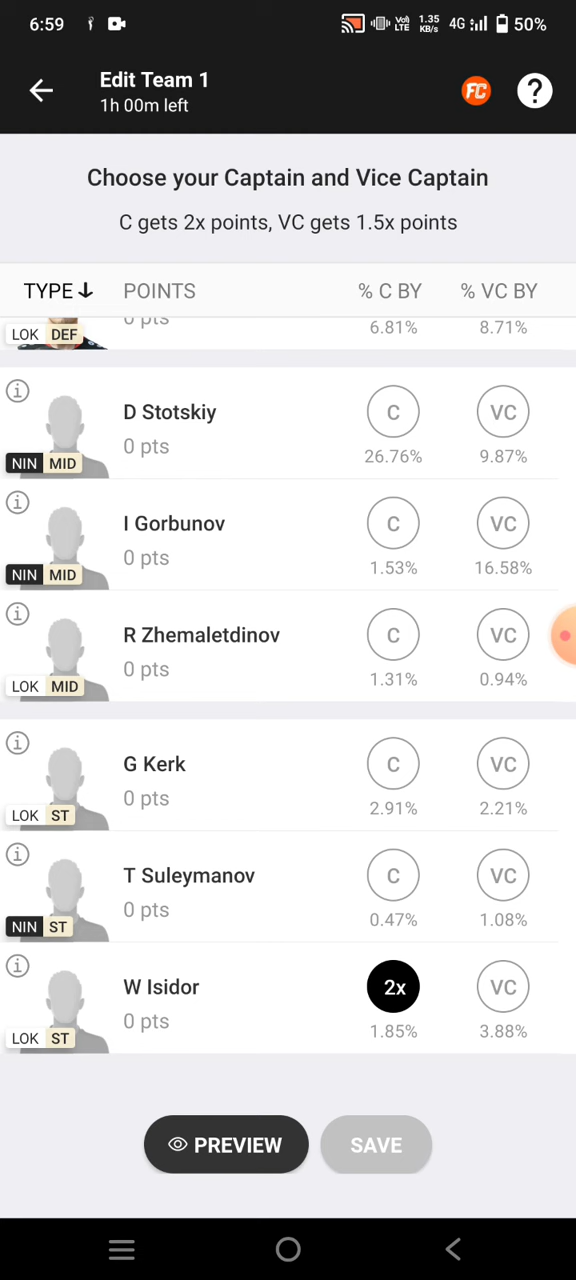 6:59 Vo) LTE 1.35 KB/s 4G 50%
Edit Team 1
1h 00m left
FC ?
Choose your Captain and Vice Captain
C gets 2x points, VC gets 1.5x points
TYPE POINTS % C BY % VC BY
0 pts
6.81% 8.71%
LOK DEF
i
D Stotskiy
0 pts
C VC
26.76% 9.87%
NIN MID
i
I Gorbunov
0 pts
C VC
1.53% 16.58%
NIN MID
i
R Zhemaletdinov
0 pts
C VC
1.31% 0.94%
LOK MID
i
G Kerk
0 pts
C VC
2.91% 2.21%
LOK ST
i
T Suleymanov
0 pts
C VC
0.47% 1.08%
NIN ST
i
W Isidor
0 pts
2x VC
1.85% 3.88%
LOK ST
PREVIEW SAVE